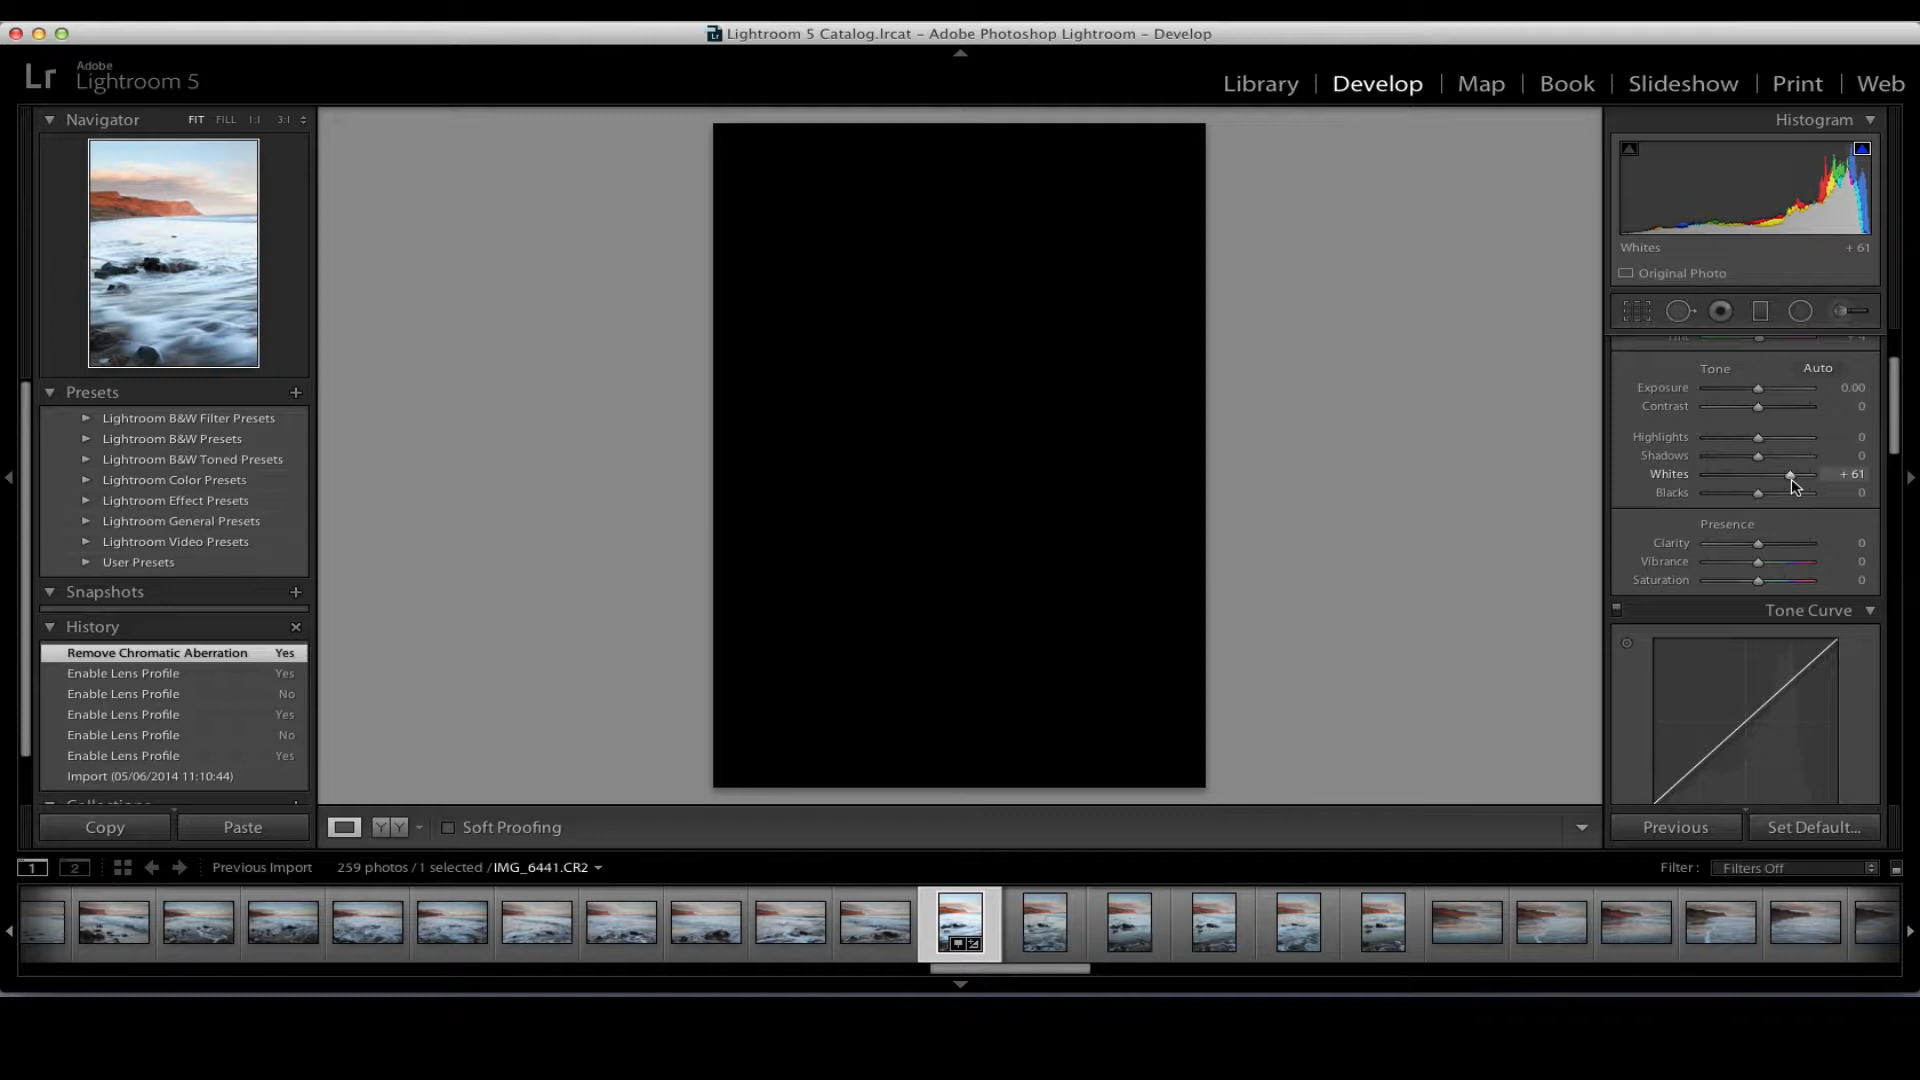 Lightroom 5 Catalog.lrcat – Adobe Photoshop Lightroom – Develop
Lr Adobe Lightroom 5
Library | Develop | Map | Book | Slideshow | Print | Web
Navigator FIT FILL 1:1 3:1
Histogram
Whites + 61
Original Photo
Tone Auto
Exposure 0.00
Contrast 0
Highlights 0
Shadows 0
Whites + 61
Blacks 0
Presence
Clarity 0
Vibrance 0
Saturation 0
Tone Curve
Presets +
Lightroom B&W Filter Presets
Lightroom B&W Presets
Lightroom B&W Toned Presets
Lightroom Color Presets
Lightroom Effect Presets
Lightroom General Presets
Lightroom Video Presets
User Presets
Snapshots +
History ×
Remove Chromatic Aberration Yes
Enable Lens Profile Yes
Enable Lens Profile No
Enable Lens Profile Yes
Enable Lens Profile No
Enable Lens Profile Yes
Import (05/06/2014 11:10:44)
Copy Paste
YY Soft Proofing
Previous Set Default...
1 2 Previous Import 259 photos / 1 selected / IMG_6441.CR2 Filter : Filters Off